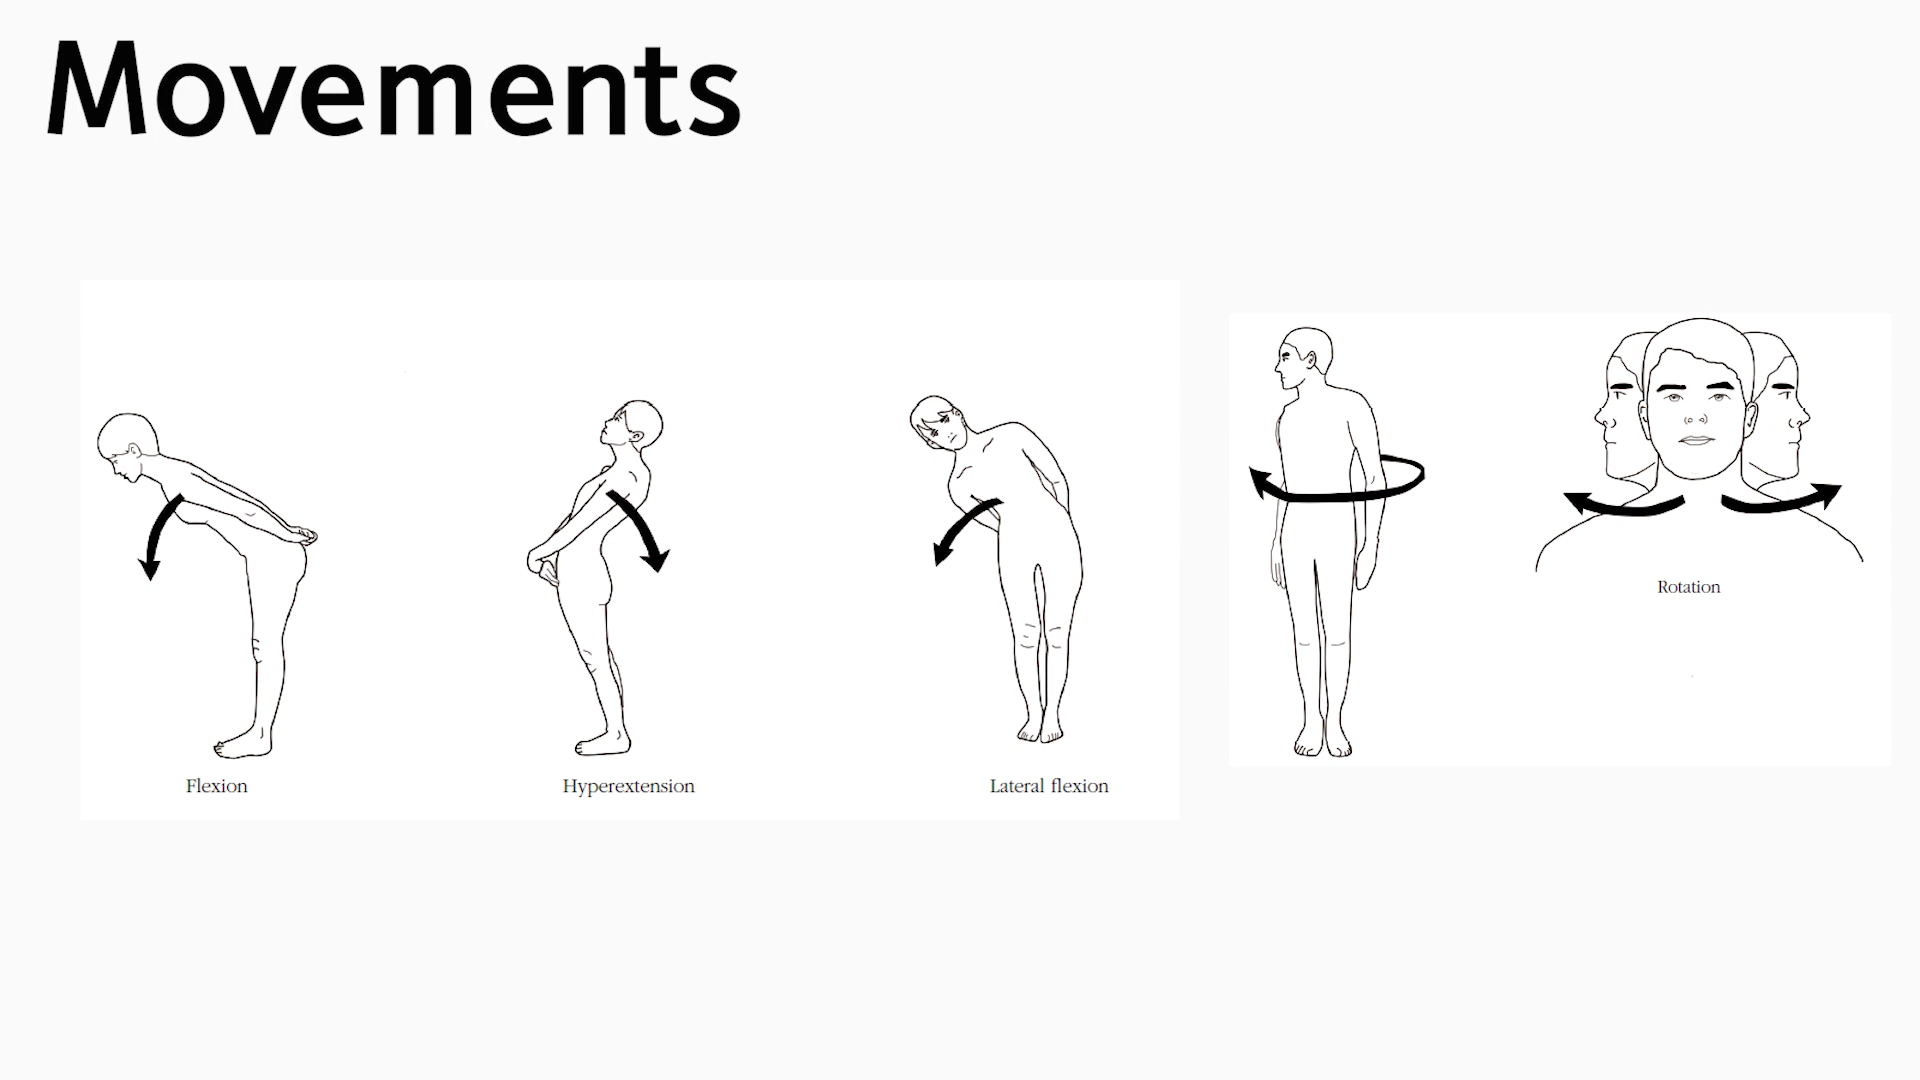 Movements
Flexion
Hyperextension
Lateral flexion
Rotation